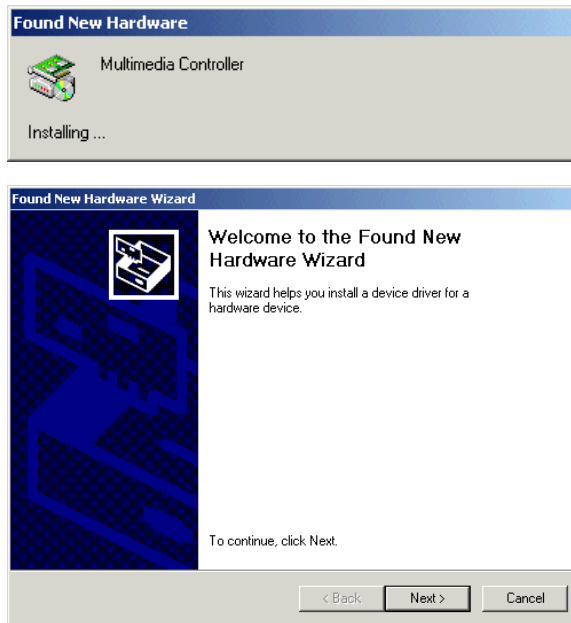 Found New Hardware
Multimedia Controller
Installing ...
Found New Hardware Wizard
Welcome to the Found New
Hardware Wizard
This wizard helps you install a device driver for a
hardware device.
To continue, click Next.
< Back
Next >
Cancel